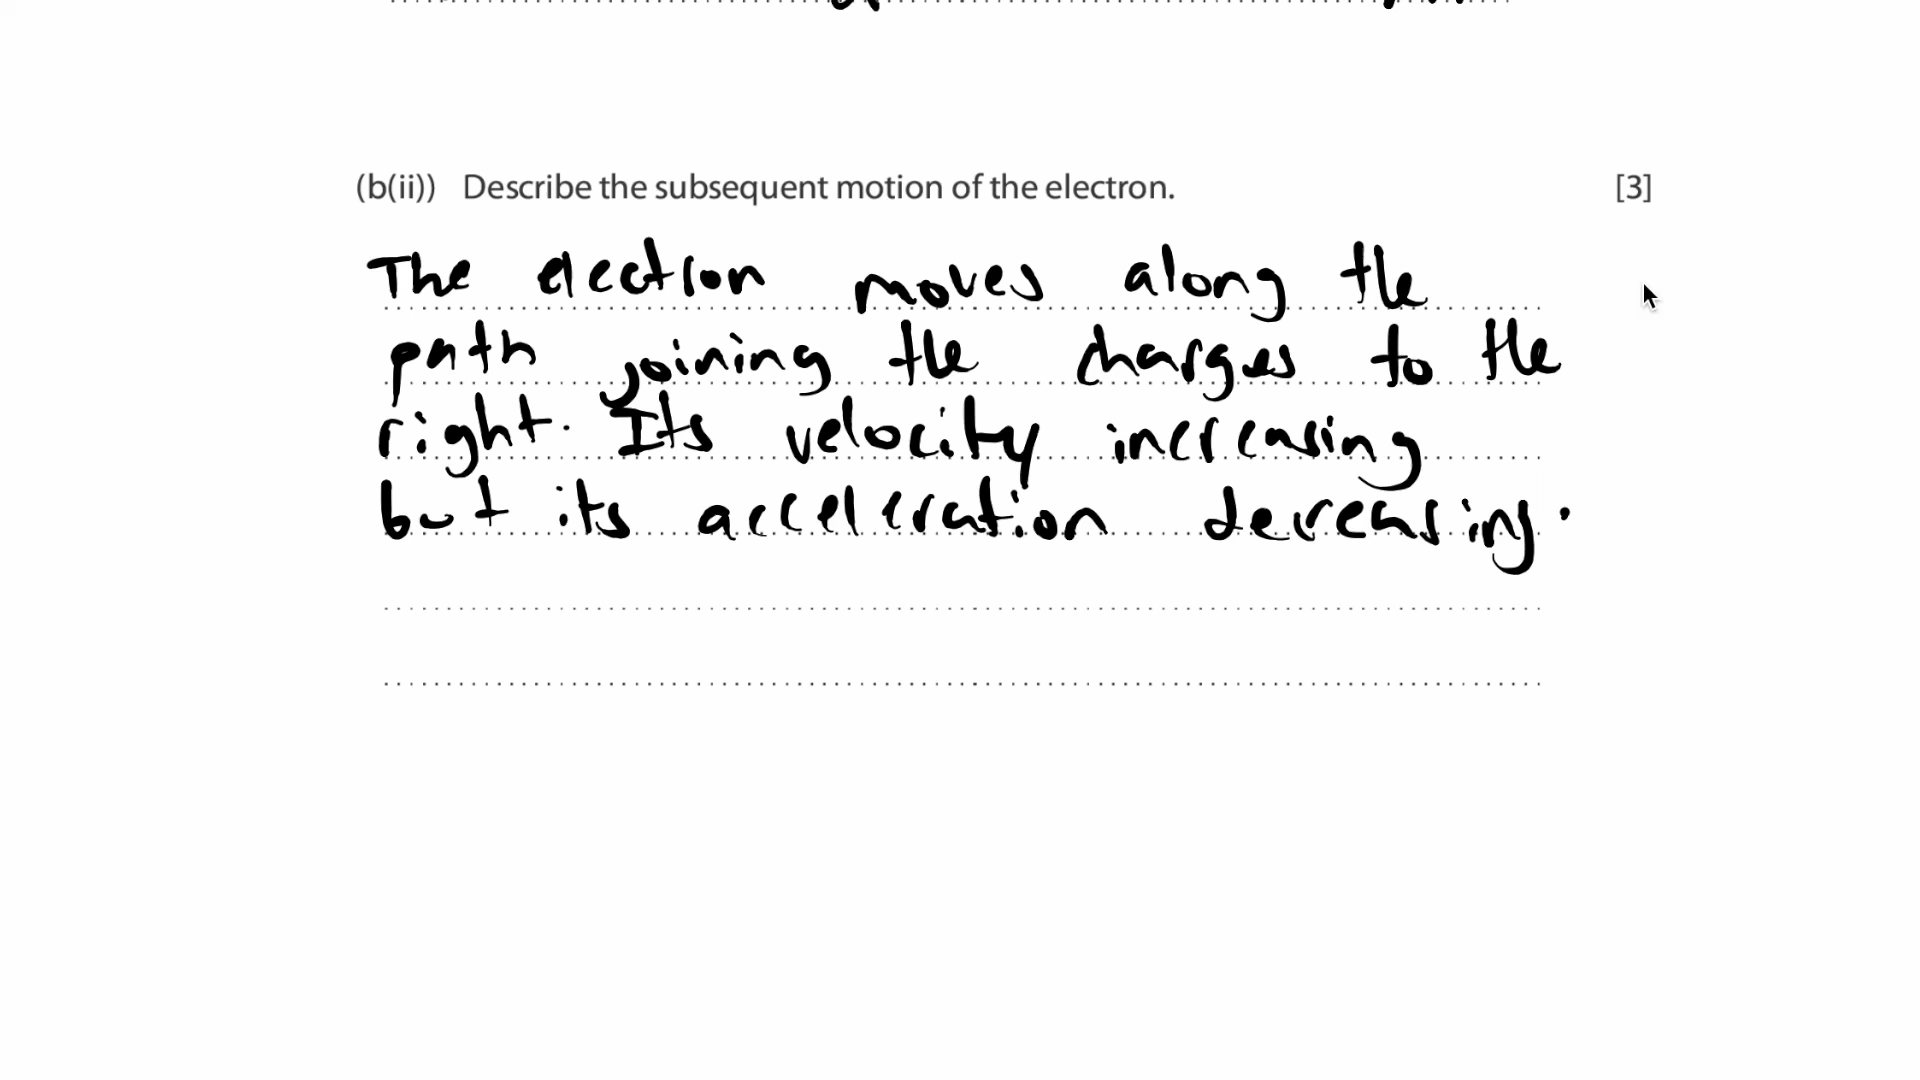 (b(ii)) Describe the subsequent motion of the electron. [3]
The electron moves along the
path joining the charges to the
right. Its velocity increasing
but its acceleration decreasing.